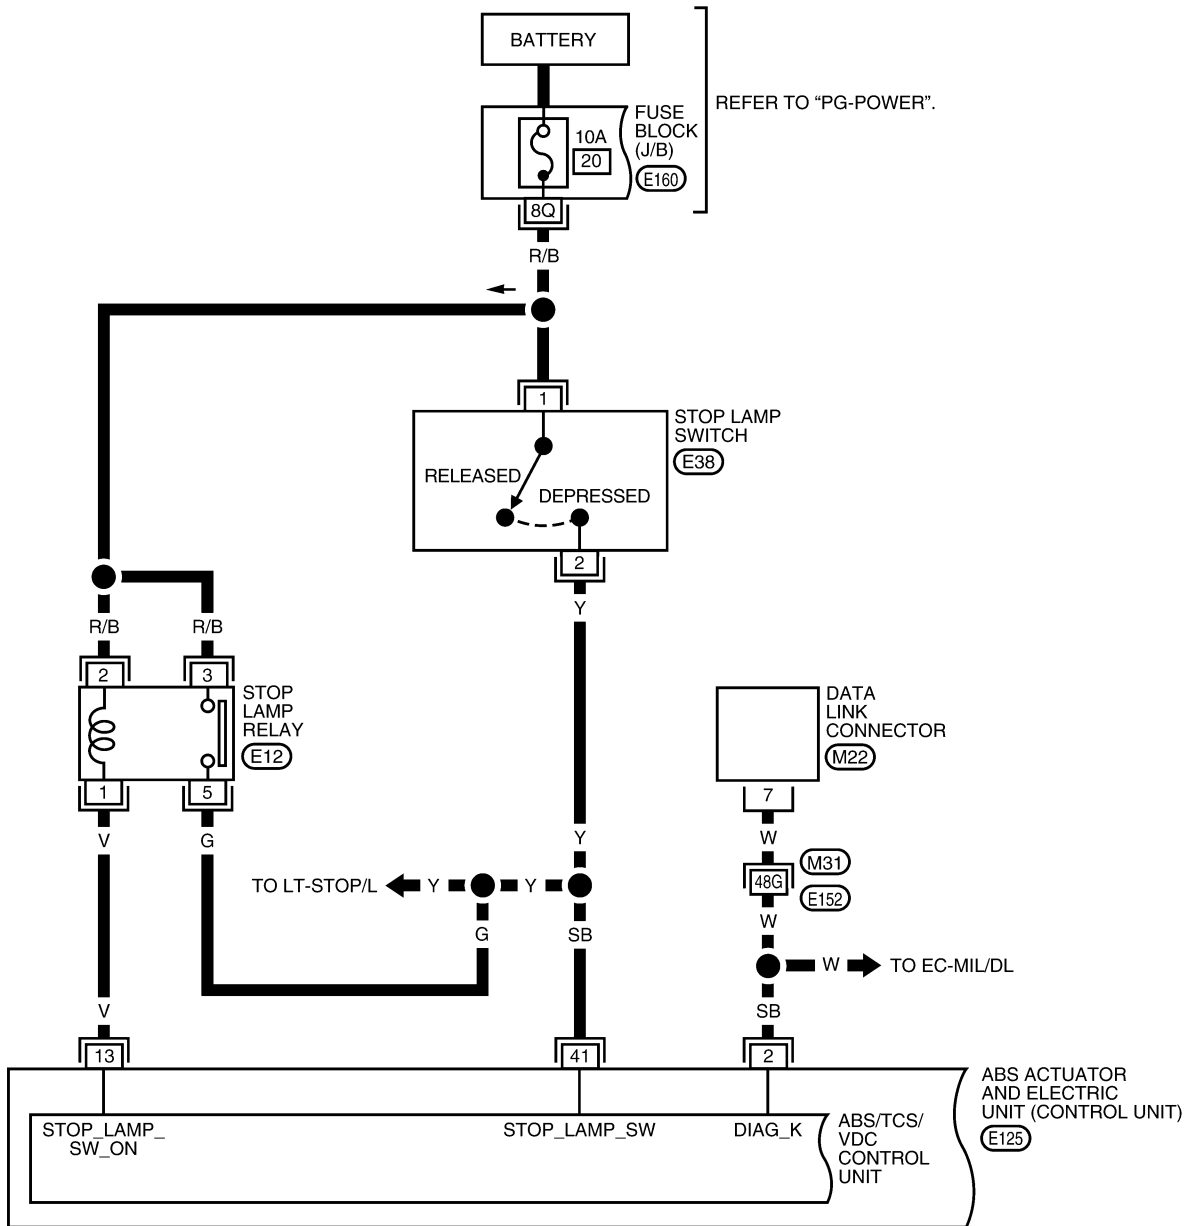 BATTERY
REFER TO “PG-POWER”.
FUSE
BLOCK
(J/B)
E160
10A
20
8Q
R/B
1
STOP LAMP
SWITCH
E38
RELEASED
DEPRESSED
2
Y
R/B
R/B
2
3
STOP
LAMP
RELAY
E12
1
5
V
G
DATA
LINK
CONNECTOR
M22
7
W
Y
M31
48G
E152
TO LT-STOP/L
Y
Y
W
G
SB
W
TO EC-MIL/DL
V
SB
13
41
2
ABS ACTUATOR
AND ELECTRIC
UNIT (CONTROL UNIT)
E125
STOP_LAMP_
SW_ON
STOP_LAMP_SW
DIAG_K
ABS/TCS/
VDC
CONTROL
UNIT